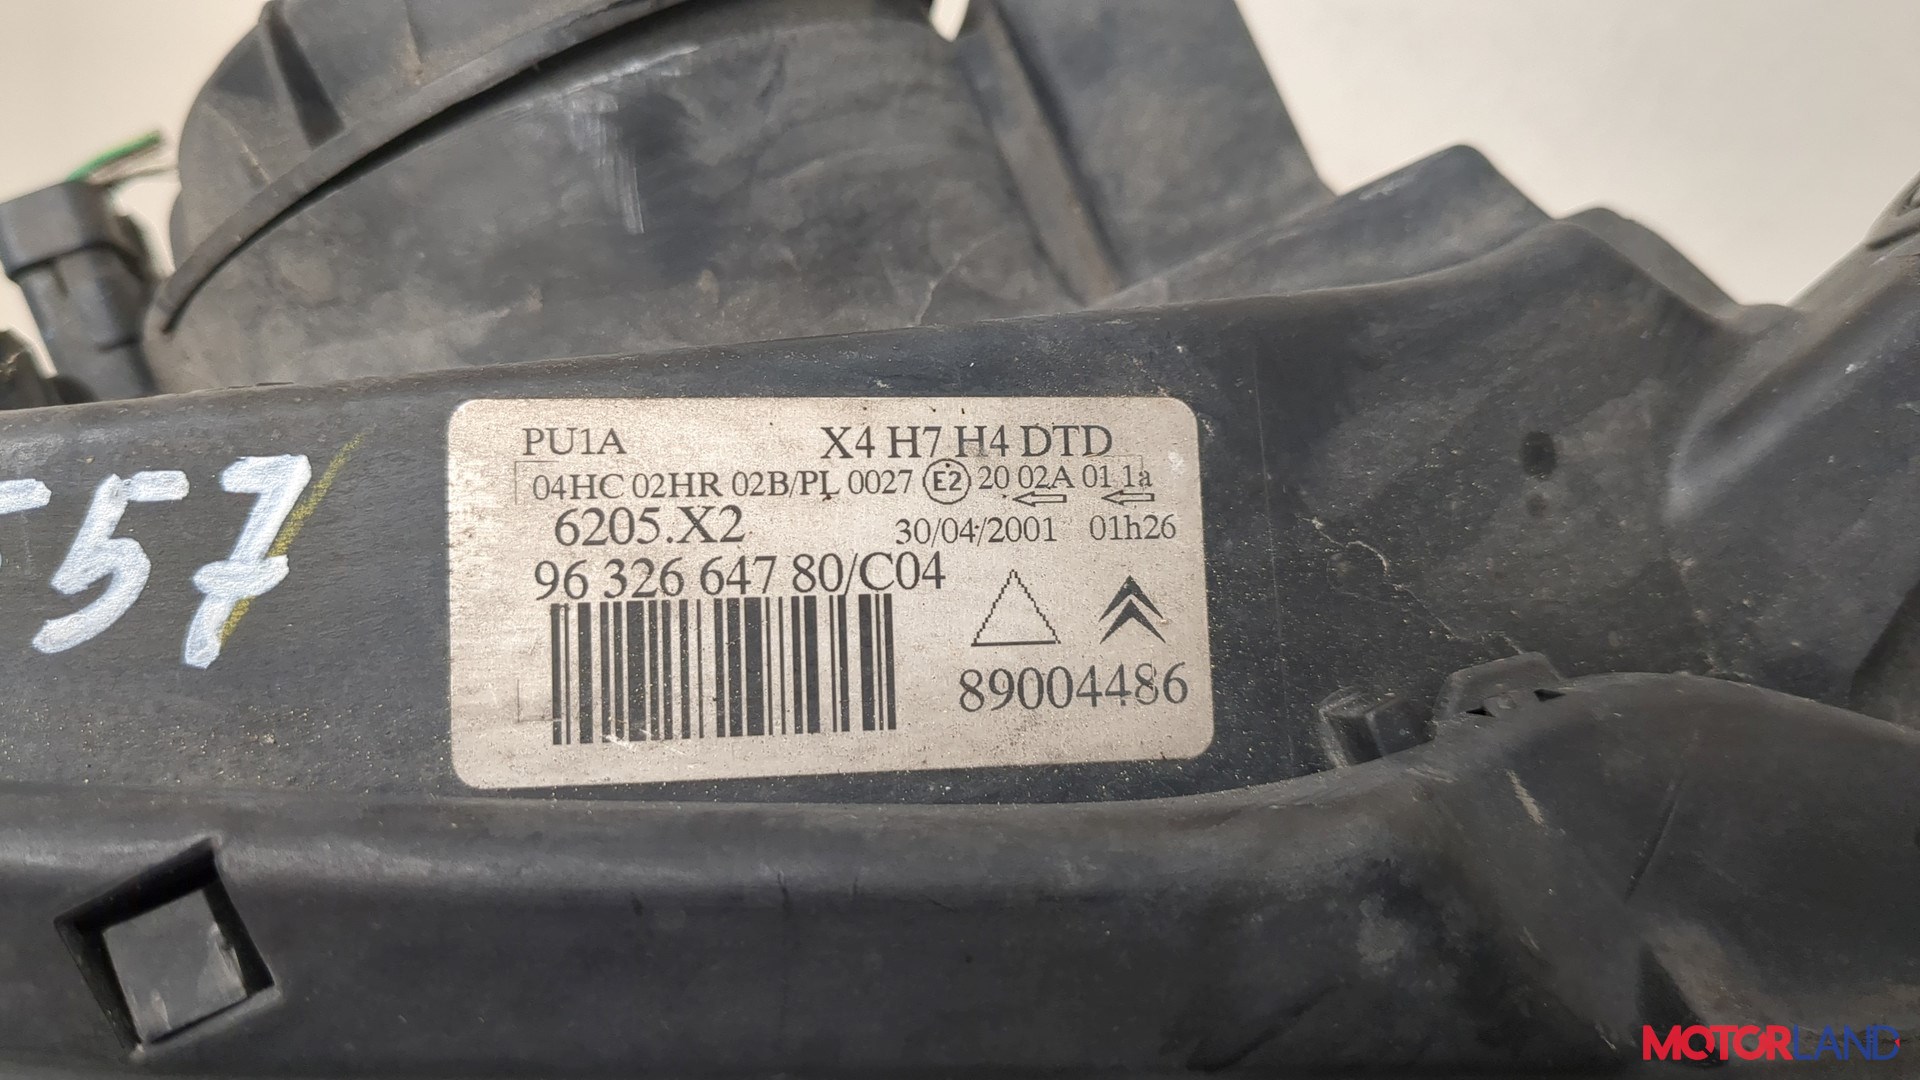 PU1A X4 H7 H4 DTD
04HC 02HR 02B/PL 0027 E2 20 02A 01 1a
6205.X2 30/04/2001 01h26
96 326 647 80/C04
89004486
57
MOTORLAND